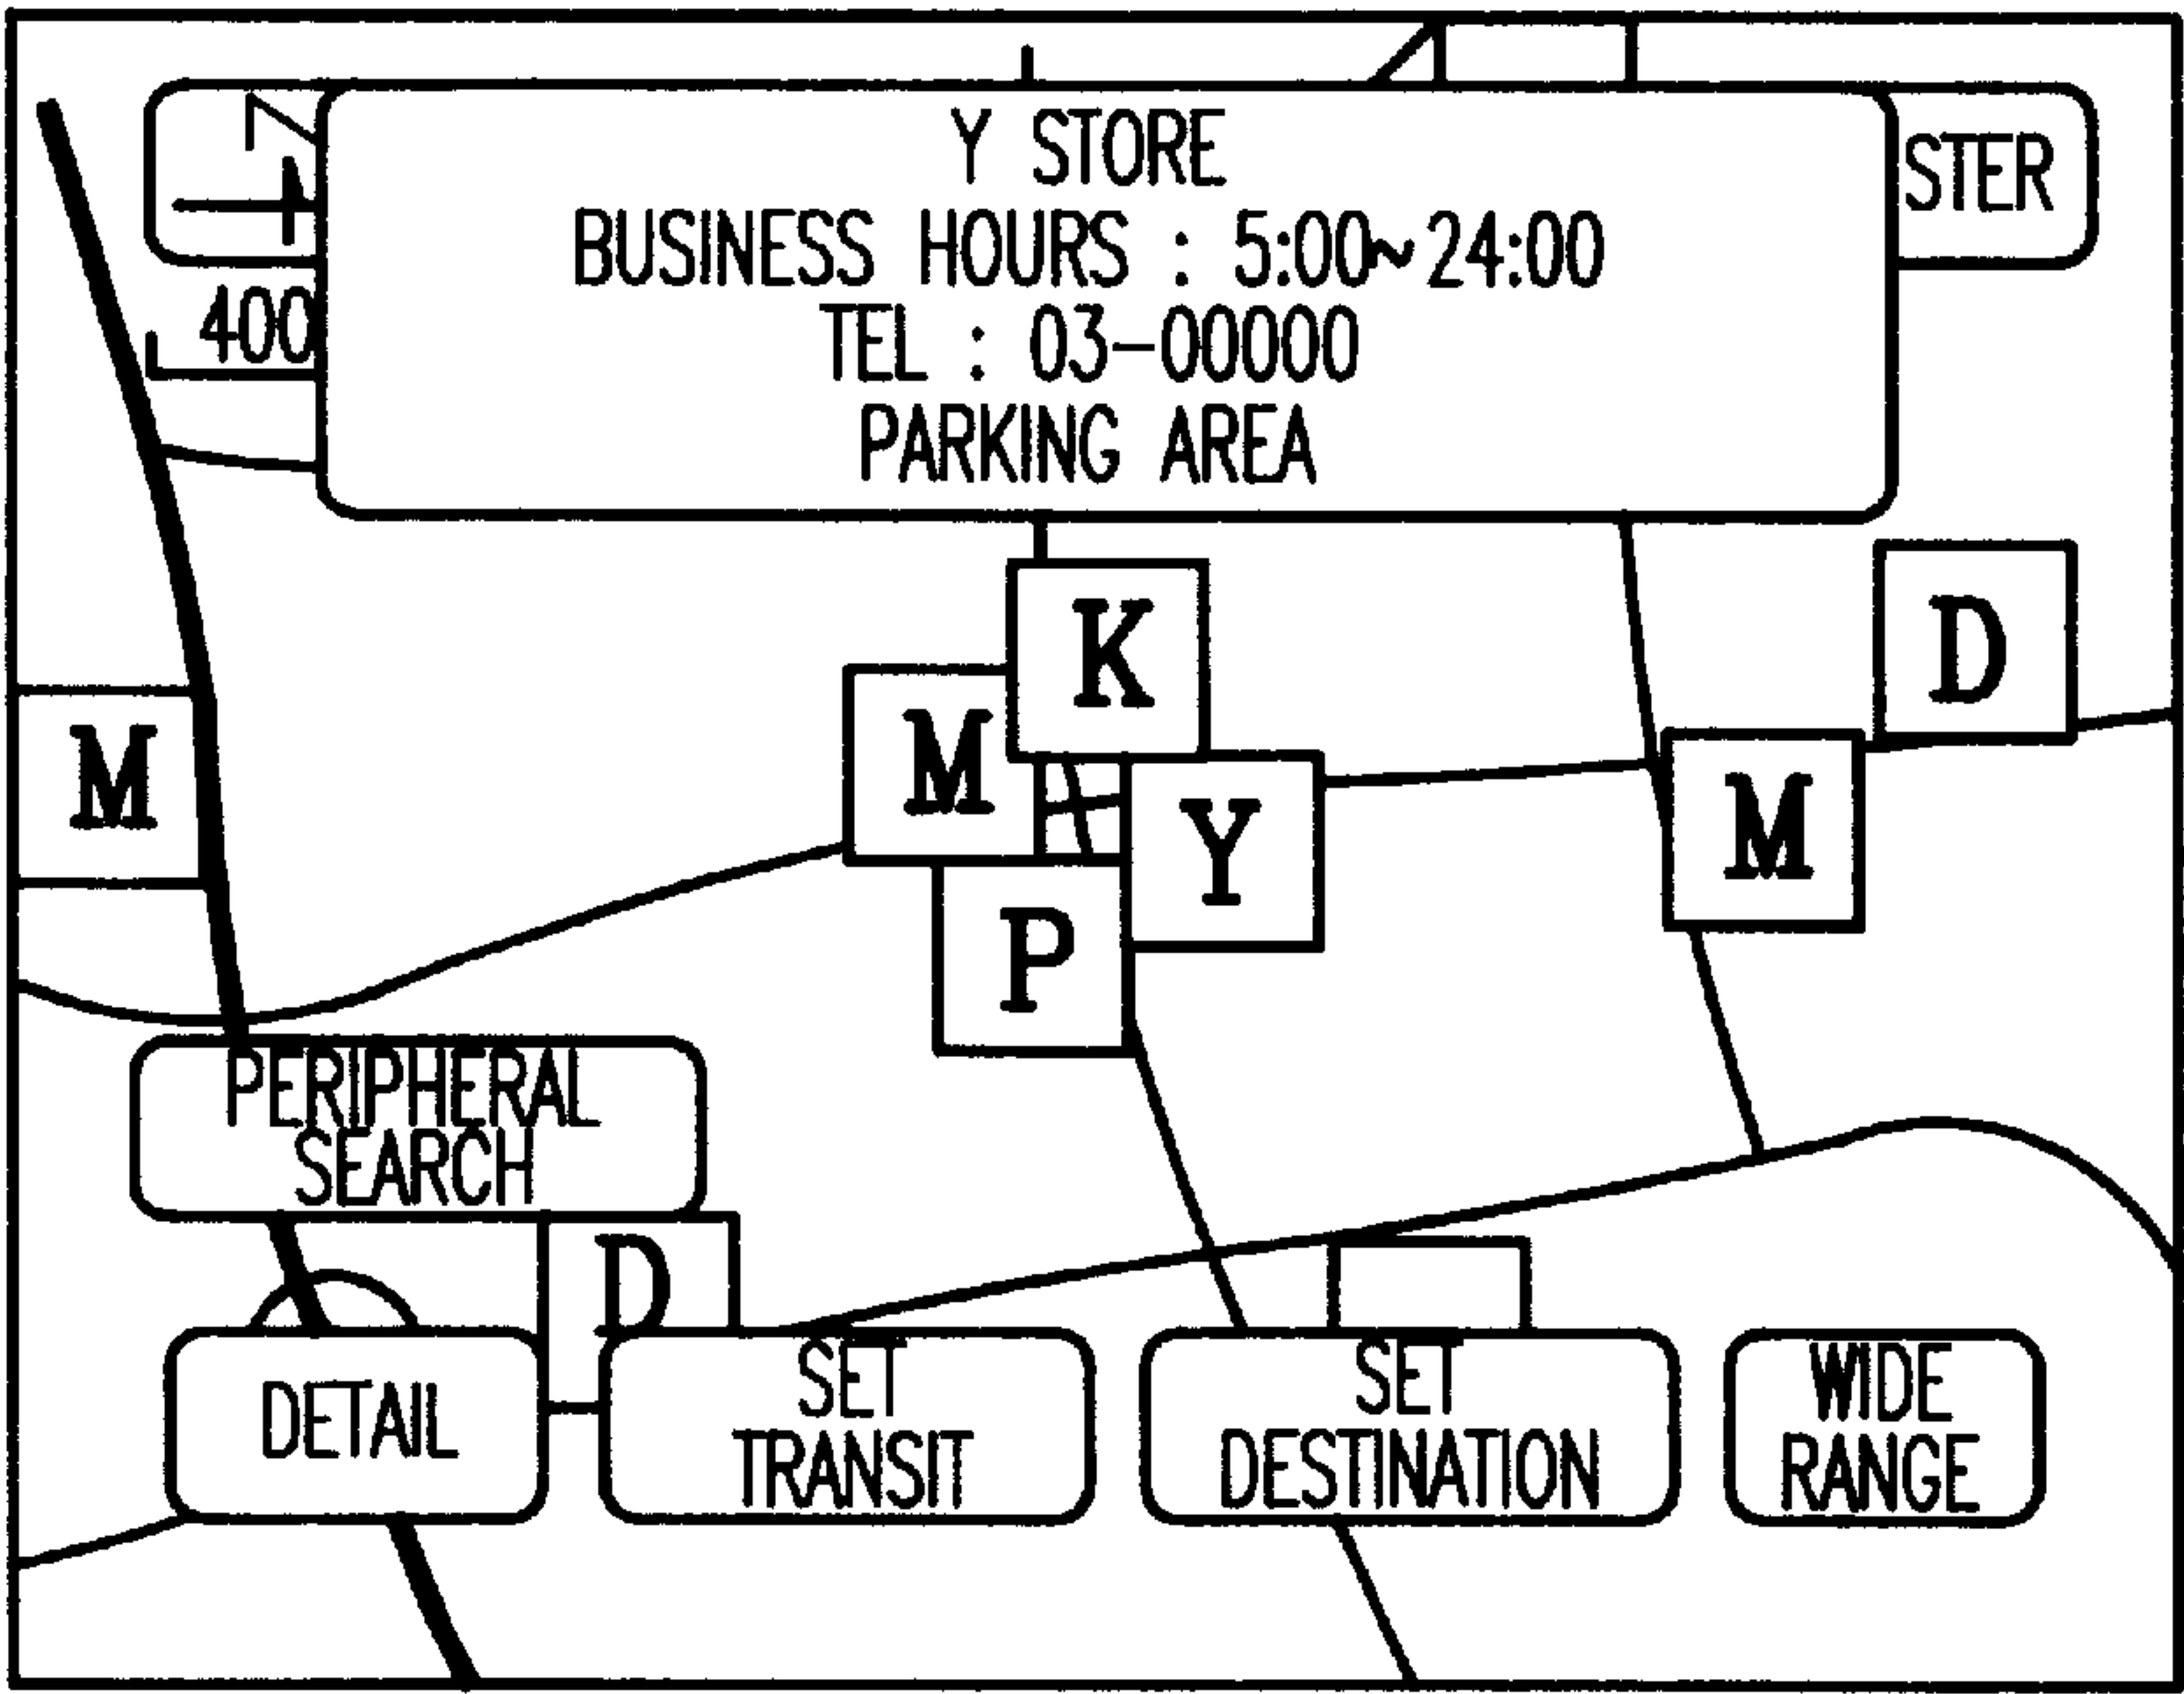 Y STORE
STER
BUSINESS HOURS : 5:00~24:00
400
TEL : 03-00000
PARKING AREA
K
D
M
M
Y
M
P
PERIPHERAL
SEARCH
D
DETAIL
SET
TRANSIT
SET
DESTINATION
WIDE
RANGE